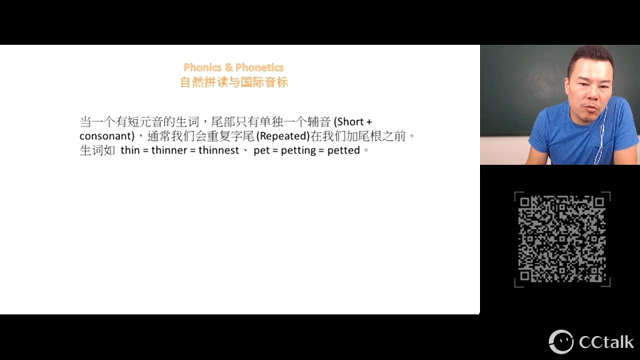 Phonics & Phonetics
自然拼读与国际音标
当一个有短元音的生词，尾部只有单独一个辅音 (Short +
consonant)，通常我们会重复字尾 (Repeated)在我们加尾根之前。
生词如 thin = thinner = thinnest、 pet = petting = petted。
CCtalk